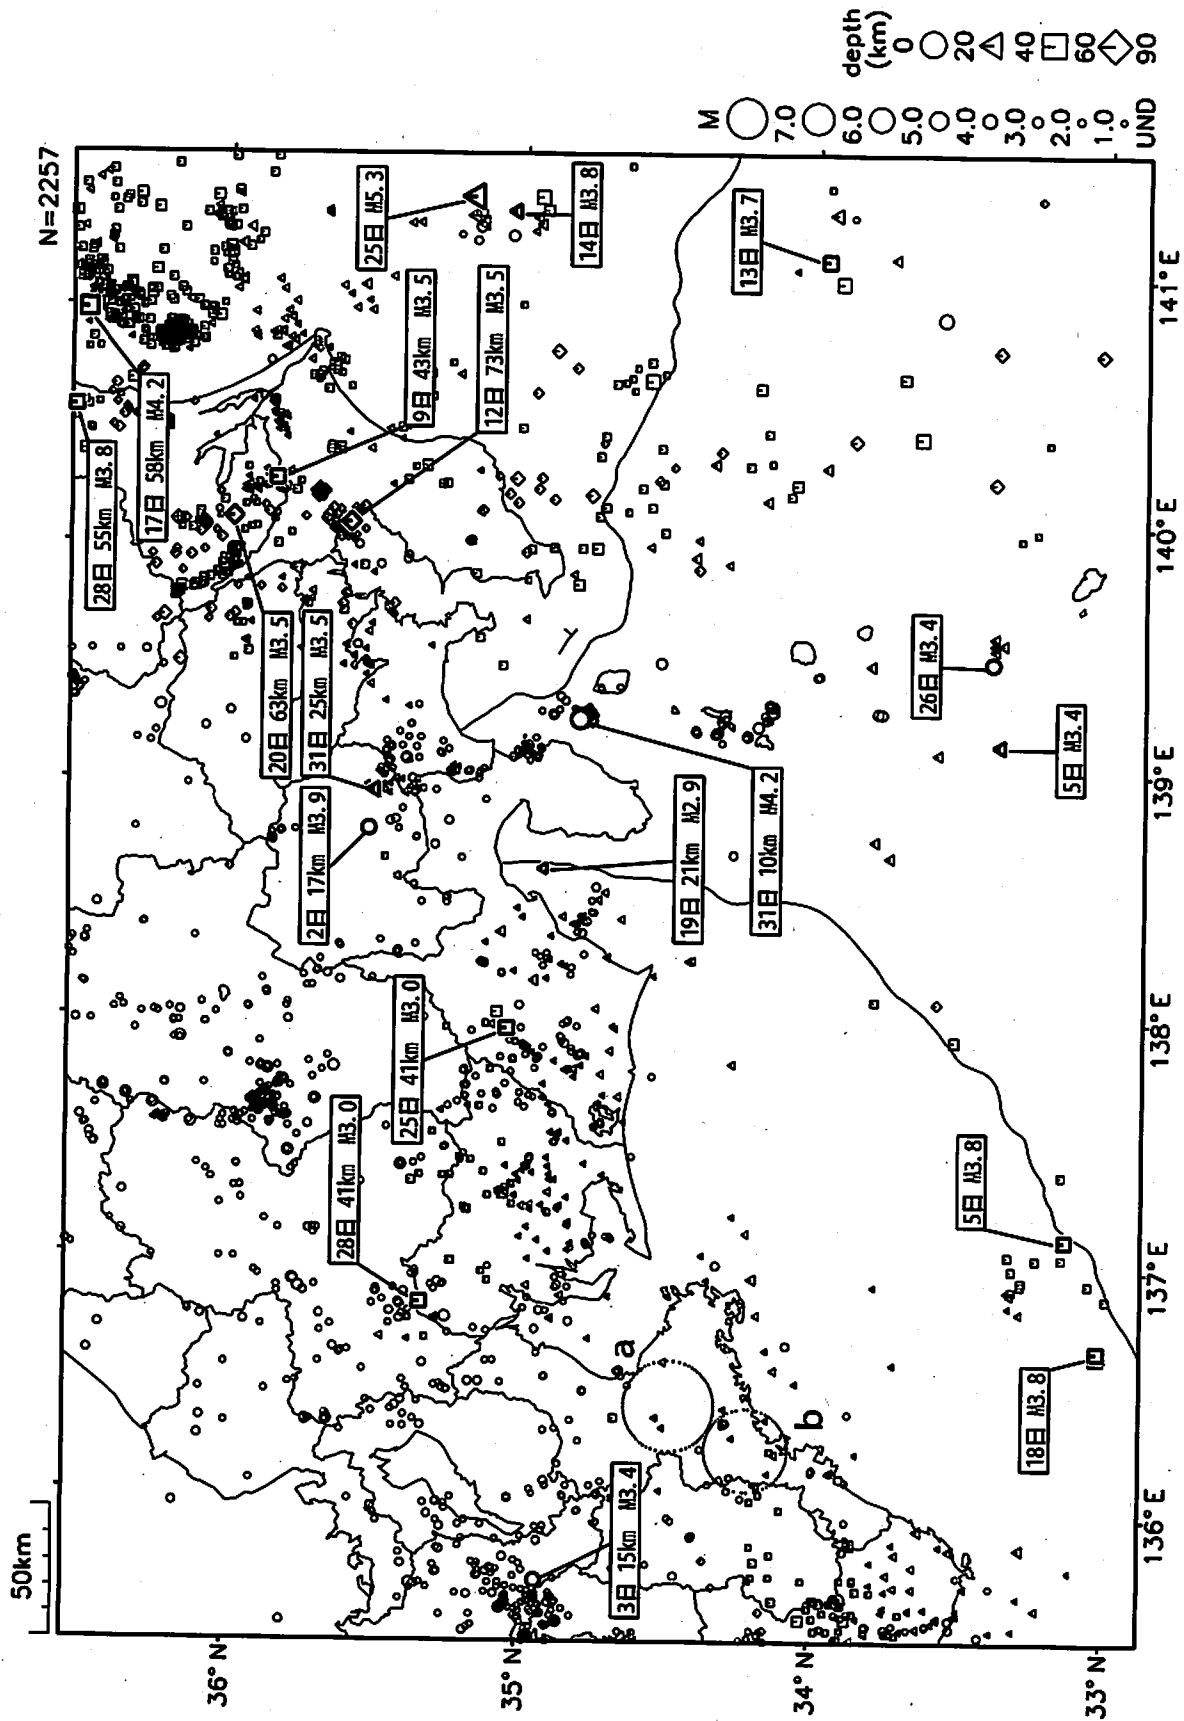 50km
N=2257
28日 55km M3.8
17日 58km M4.2
25日 M5.3
14日 M3.8
9日 43km M3.5
12日 73km M3.5
13日 M3.7
20日 63km M3.5
31日 25km M3.5
2日 17km M3.9
26日 M3.4
5日 M3.4
19日 21km M2.9
31日 10km M4.2
25日 41km M3.0
28日 41km M3.0
5日 M3.8
18日 M3.8
3日 15km M3.4
a
b
36°N
35°N
34°N
33°N
136°E
137°E
138°E
139°E
140°E
141°E
M
7.0
6.0
5.0
4.0
3.0
2.0
1.0
UND
depth
(km)
0
20
40
60
90